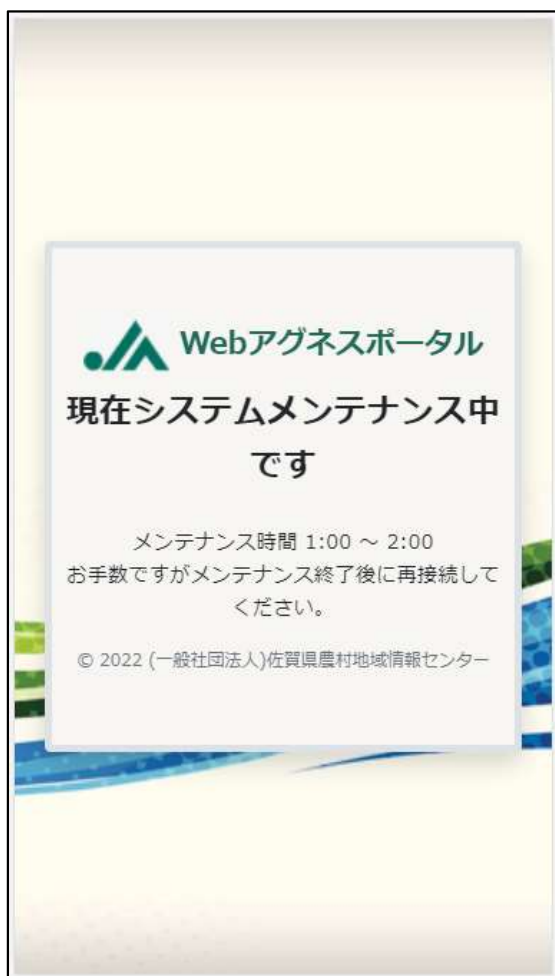 Webアグネスポータル
現在システムメンテナンス中
です
メンテナンス時間 1:00 ～ 2:00
お手数ですがメンテナンス終了後に再接続して
ください。
© 2022 (一般社団法人)佐賀県農村地域情報センター